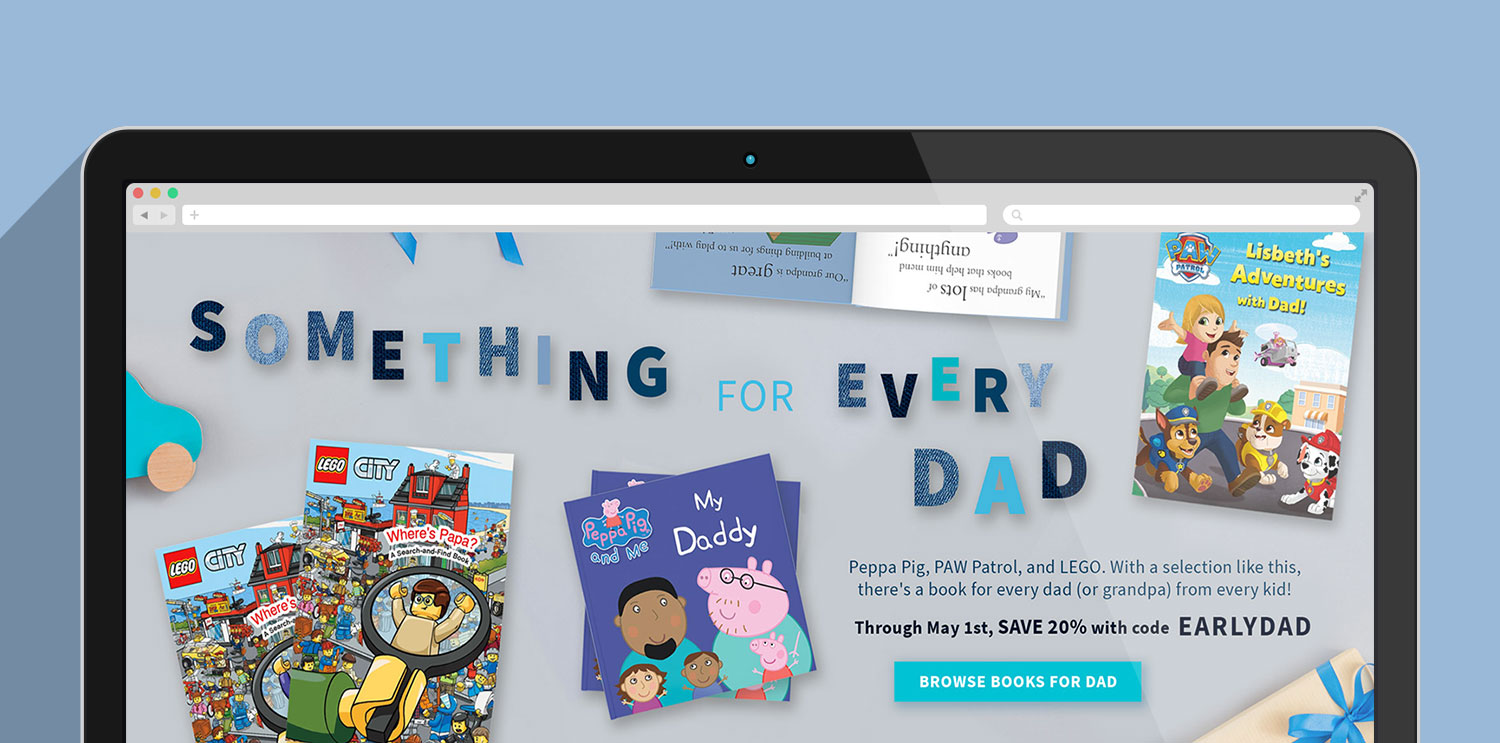 "Our grandpa is great
at building things for us to play with!"
"My grandpa has lots of
books that help him mend
anything!"
PAW
PATROL
Lisbeth's
Adventures
with Dad!
SOMETHING FOR EVERY
DAD
LEGO CITY
Where's Papa?
A Search-and-Find Book
LEGO CITY
Where's
A Search-
Peppa Pig
and Me
My
Daddy
Peppa Pig, PAW Patrol, and LEGO. With a selection like this,
there's a book for every dad (or grandpa) from every kid!
Through May 1st, SAVE 20% with code EARLYDAD
BROWSE BOOKS FOR DAD